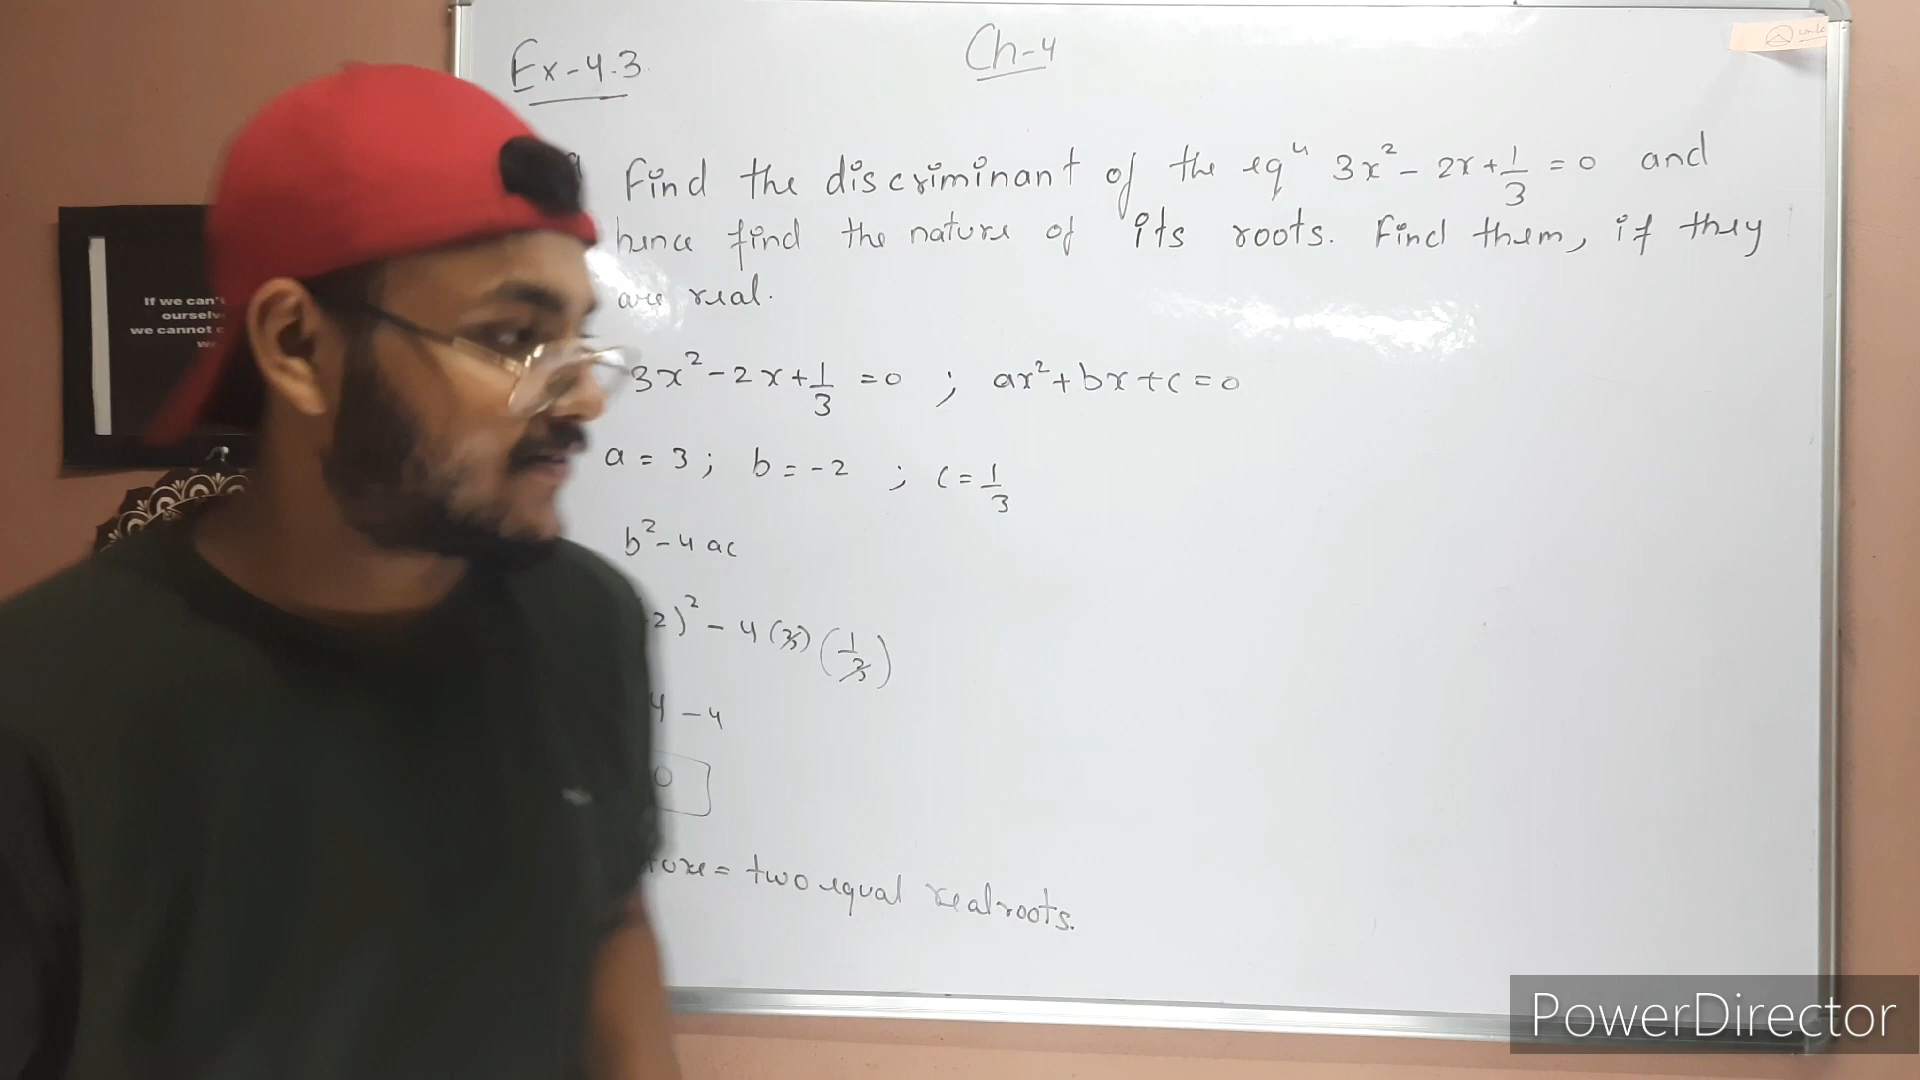 Ex-4.3
Ch-4
Find the discriminant of the eqⁿ 3x² - 2x + 1/3 = 0 and
hence find the nature of its roots. Find them, if they
are real.
3x² - 2x + 1/3 = 0 ; ax² + bx + c = 0
a = 3 ; b = -2 ; c = 1/3
b² - 4ac
2)² - 4(3)(1/3)
4 - 4
0
ture = two equal real roots.
If we can't
ourselv
we cannot
PowerDirector